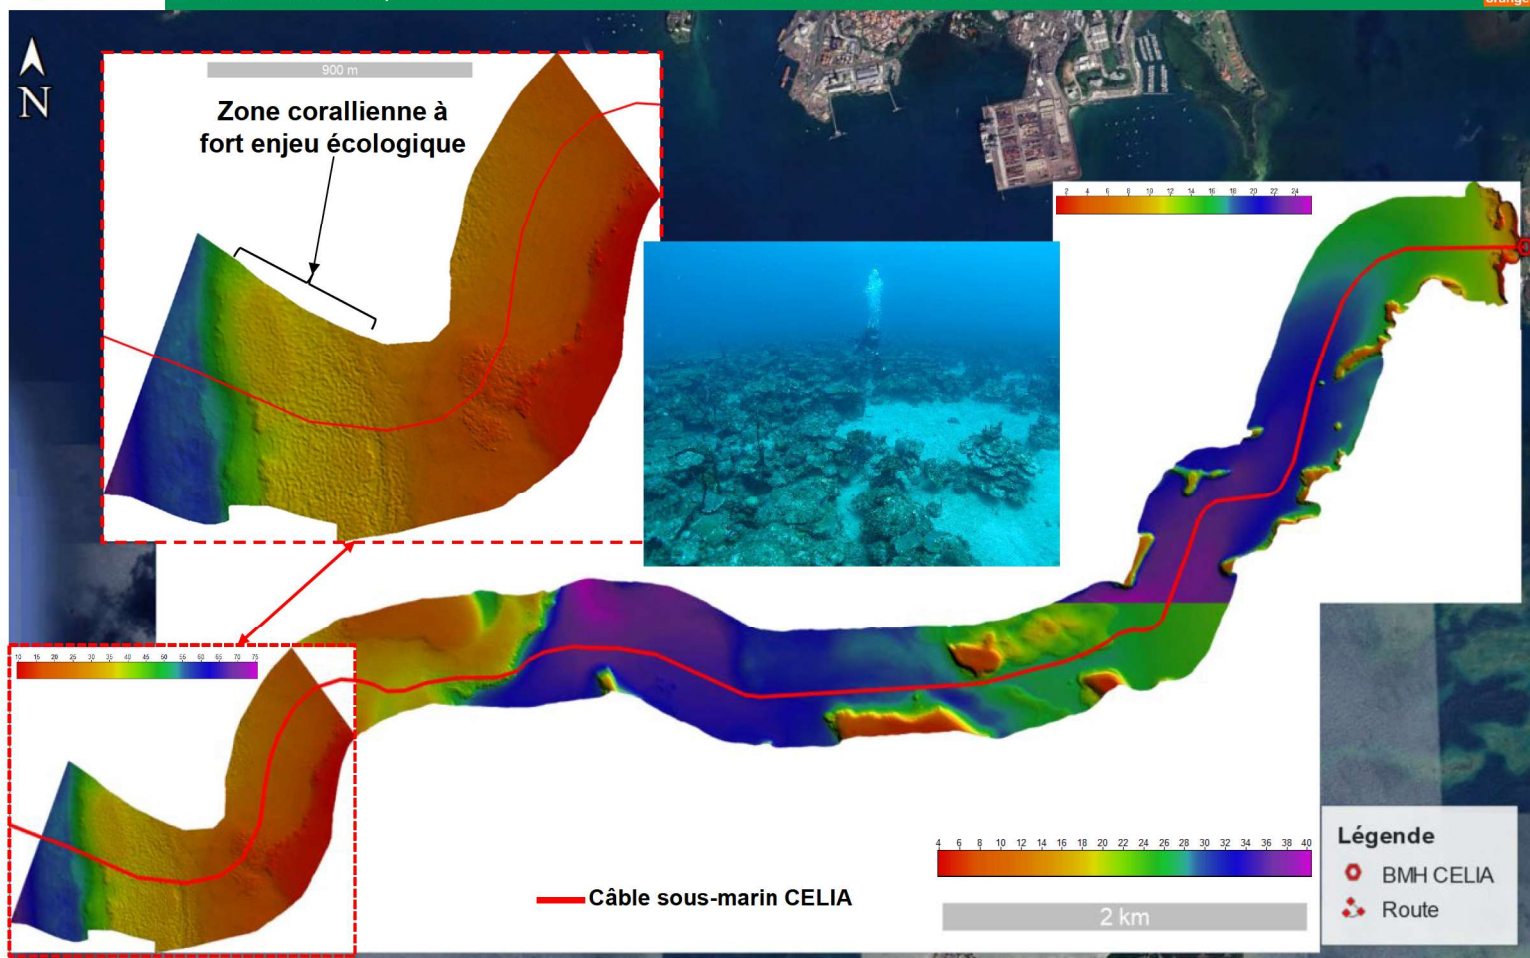 orange
N
900 m
Zone corallienne à
fort enjeu écologique
2 4 6 8 10 12 14 16 18 20 22 24
10 15 20 25 30 35 40 45 50 55 60 65 70 75
4 6 8 10 12 14 16 18 20 22 24 26 28 30 32 34 36 38 40
Câble sous-marin CELIA
2 km
Légende
BMH CELIA
Route